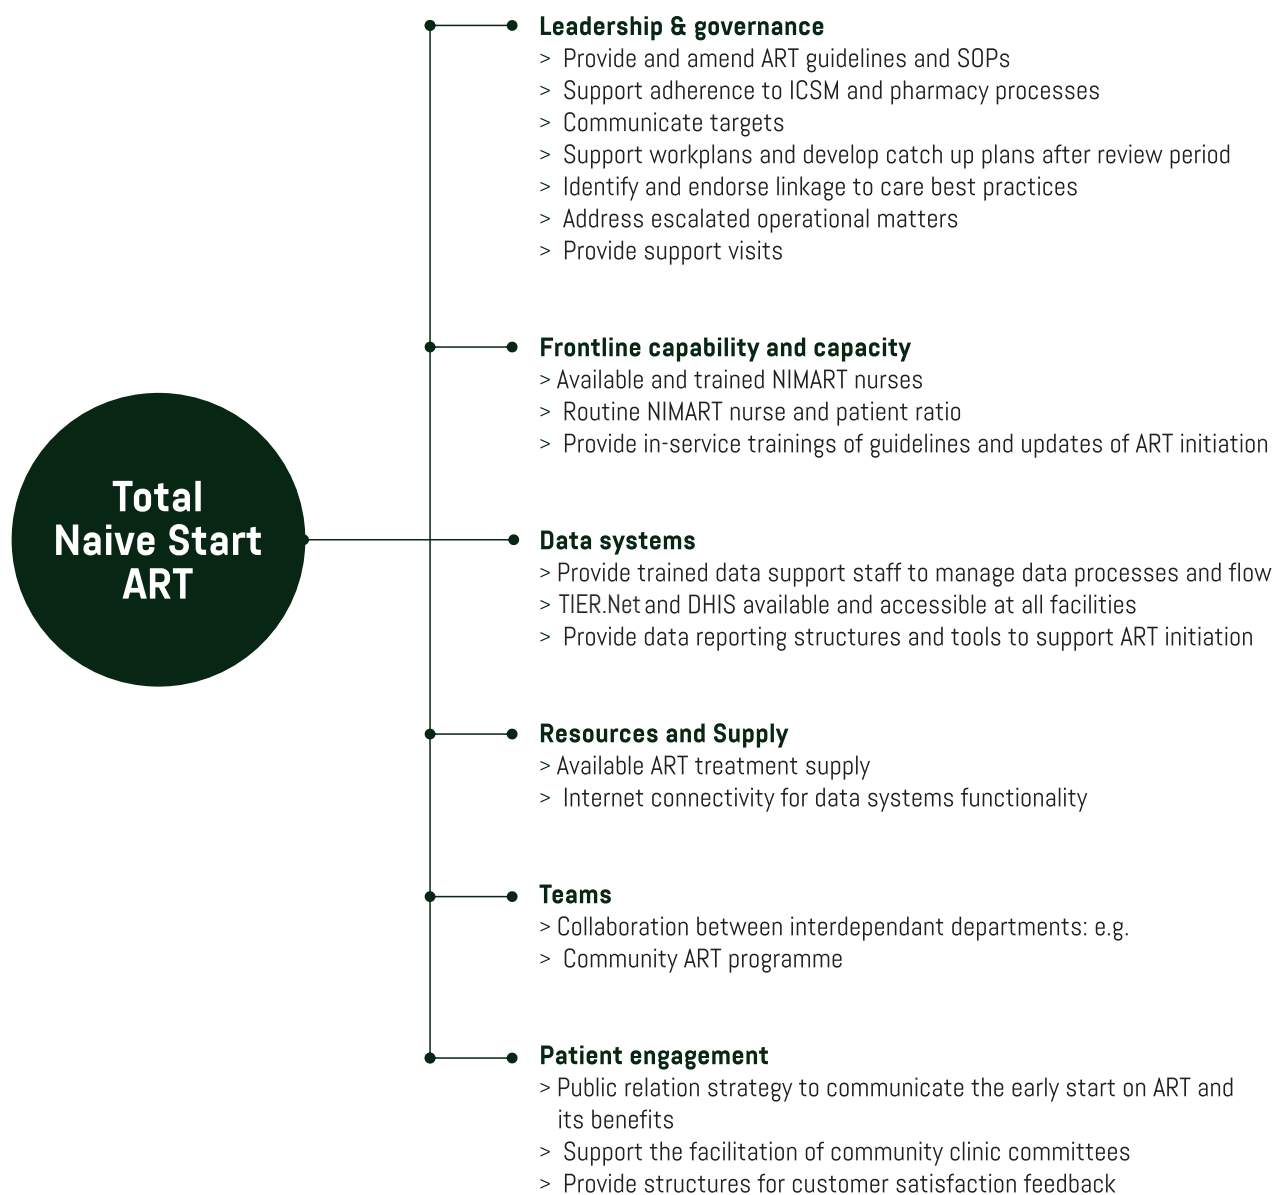 Total
Naive Start
ART
Leadership & governance
> Provide and amend ART guidelines and SOPs
> Support adherence to ICSM and pharmacy processes
> Communicate targets
> Support workplans and develop catch up plans after review period
> Identify and endorse linkage to care best practices
> Address escalated operational matters
> Provide support visits
Frontline capability and capacity
> Available and trained NIMART nurses
> Routine NIMART nurse and patient ratio
> Provide in-service trainings of guidelines and updates of ART initiation
Data systems
> Provide trained data support staff to manage data processes and flow
> TIER.Net and DHIS available and accessible at all facilities
> Provide data reporting structures and tools to support ART initiation
Resources and Supply
> Available ART treatment supply
> Internet connectivity for data systems functionality
Teams
> Collaboration between interdependant departments: e.g.
> Community ART programme
Patient engagement
> Public relation strategy to communicate the early start on ART and
its benefits
> Support the facilitation of community clinic committees
> Provide structures for customer satisfaction feedback